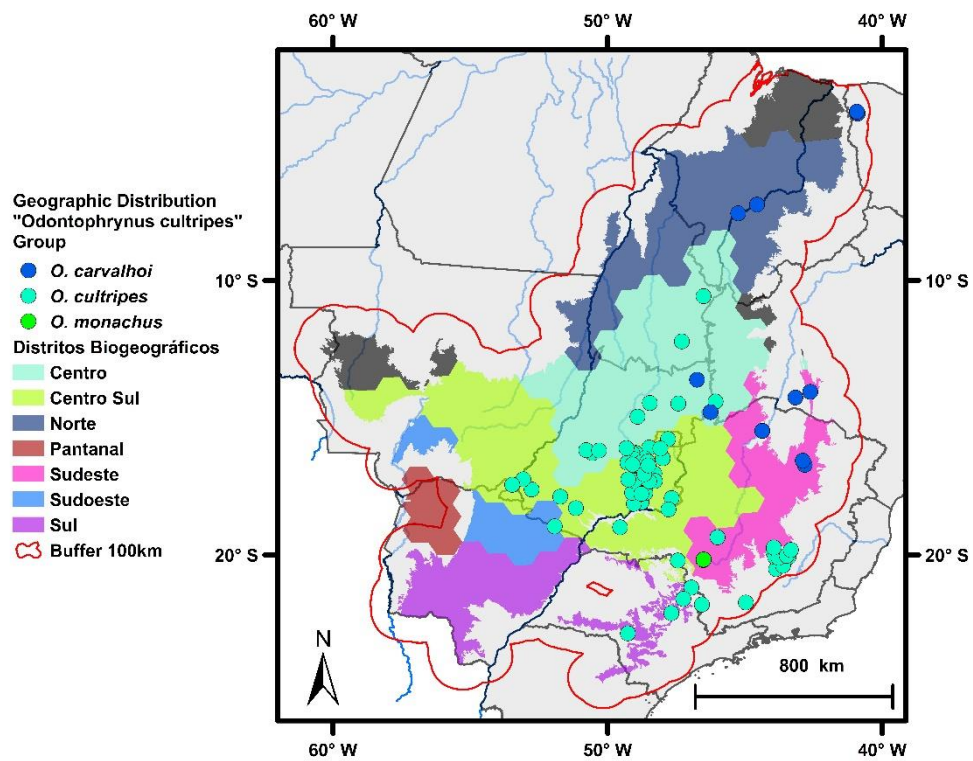 60° W 50° W 40° W
Geographic Distribution
"Odontophrynus cultripes"
Group
O. carvalhoi
O. cultripes
O. monachus
Distritos Biogeográficos
Centro
Centro Sul
Norte
Pantanal
Sudeste
Sudoeste
Sul
Buffer 100km
10° S 10° S
20° S 20° S
N
800 km
60° W 50° W 40° W